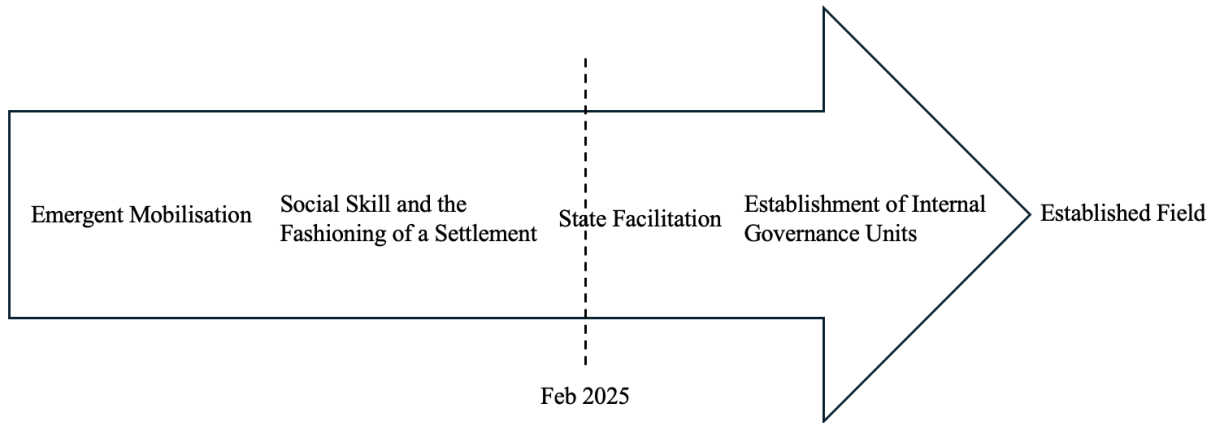 Emergent Mobilisation
Social Skill and the
Fashioning of a Settlement
State Facilitation
Establishment of Internal
Governance Units
Established Field
Feb 2025